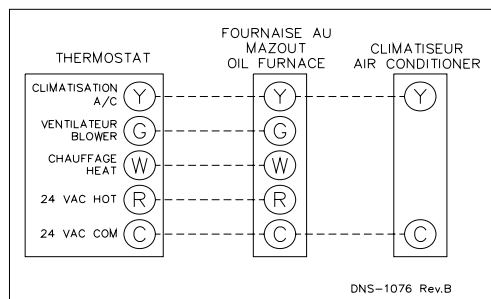 THERMOSTAT
FOURNAISE AU
MAZOUT
OIL FURNACE
CLIMATISEUR
AIR CONDITIONER
CLIMATISATION
A/C
Y
Y
Y
VENTILATEUR
BLOWER
G
G
CHAUFFAGE
HEAT
W
W
24 VAC HOT
R
R
24 VAC COM
C
C
C
DNS-1076 Rev.B